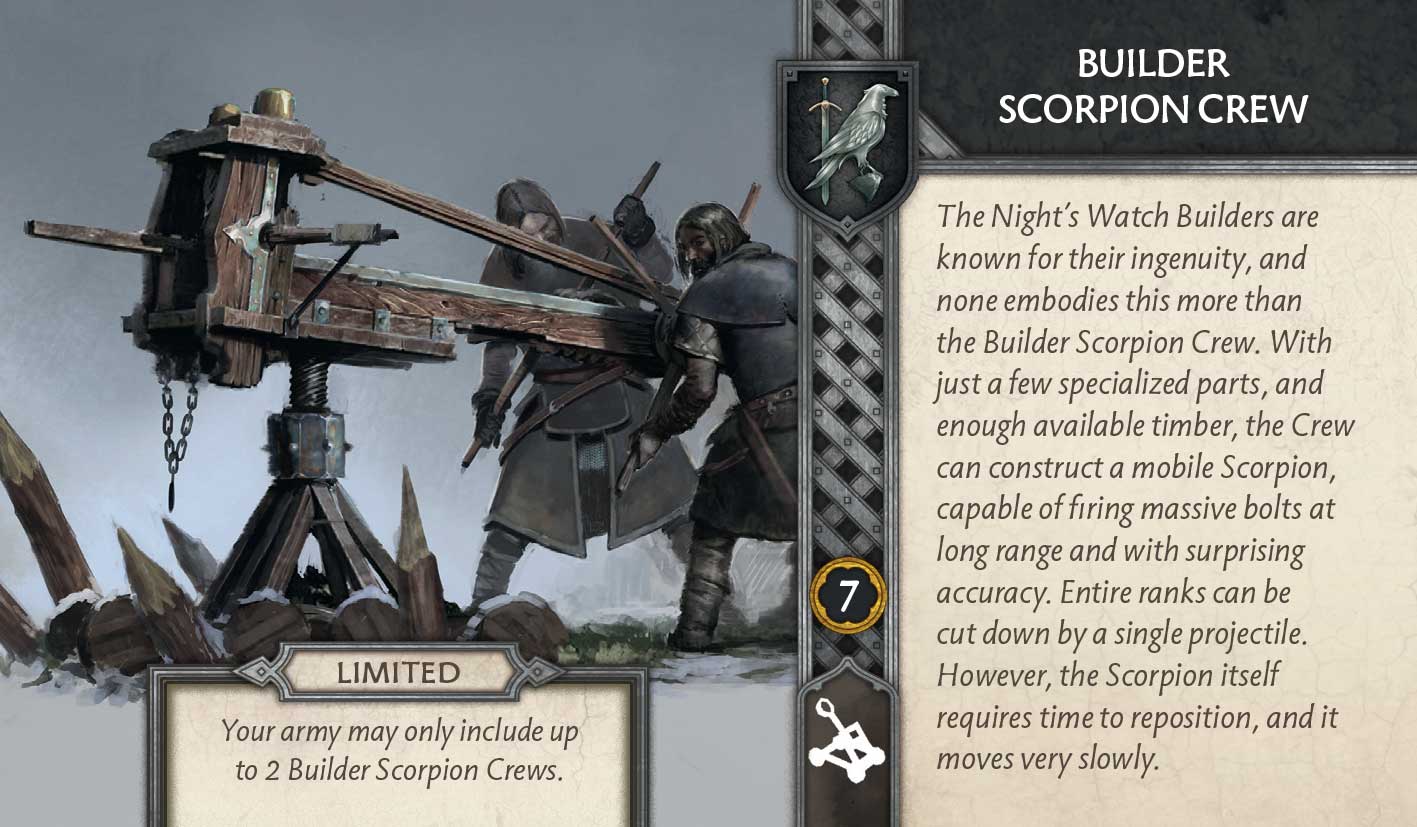 BUILDER
SCORPION CREW
The Night's Watch Builders are
known for their ingenuity, and
none embodies this more than
the Builder Scorpion Crew. With
just a few specialized parts, and
enough available timber, the Crew
can construct a mobile Scorpion,
capable of firing massive bolts at
long range and with surprising
accuracy. Entire ranks can be
cut down by a single projectile.
However, the Scorpion itself
requires time to reposition, and it
moves very slowly.
7
LIMITED
Your army may only include up
to 2 Builder Scorpion Crews.